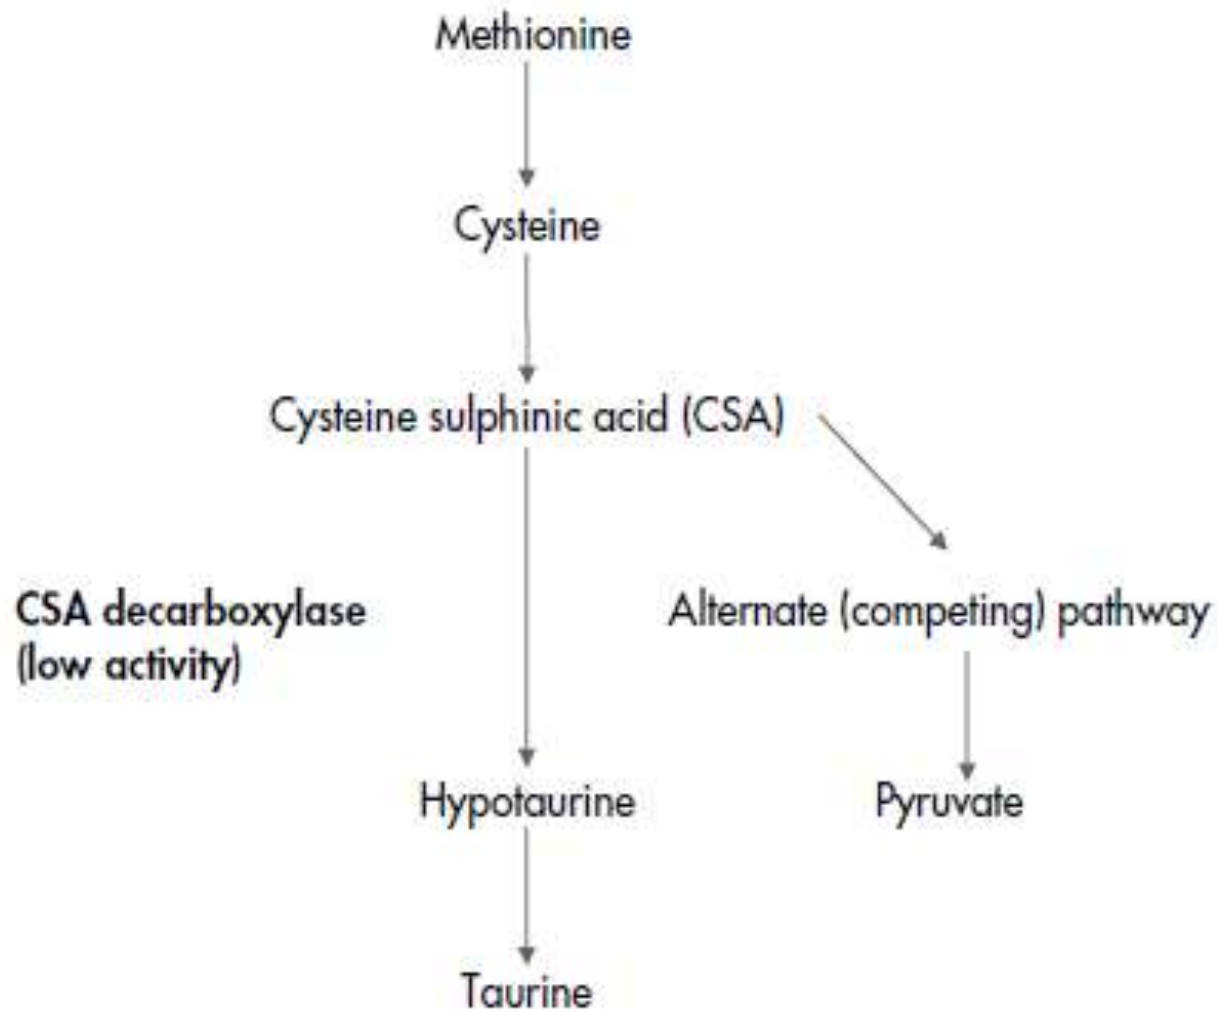 Methionine
Cysteine
Cysteine sulphinic acid (CSA)
CSA decarboxylase
(low activity)
Alternate (competing) pathway
Hypotaurine
Pyruvate
Taurine